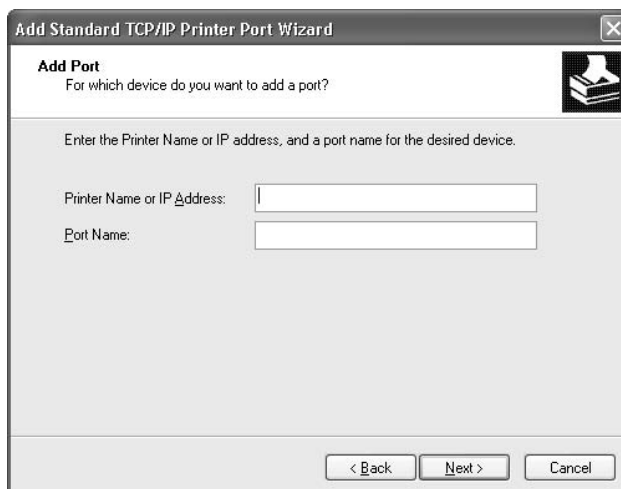 Add Standard TCP/IP Printer Port Wizard
Add Port
For which device do you want to add a port?
Enter the Printer Name or IP address, and a port name for the desired device.
Printer Name or IP Address:
Port Name:
< Back Next > Cancel